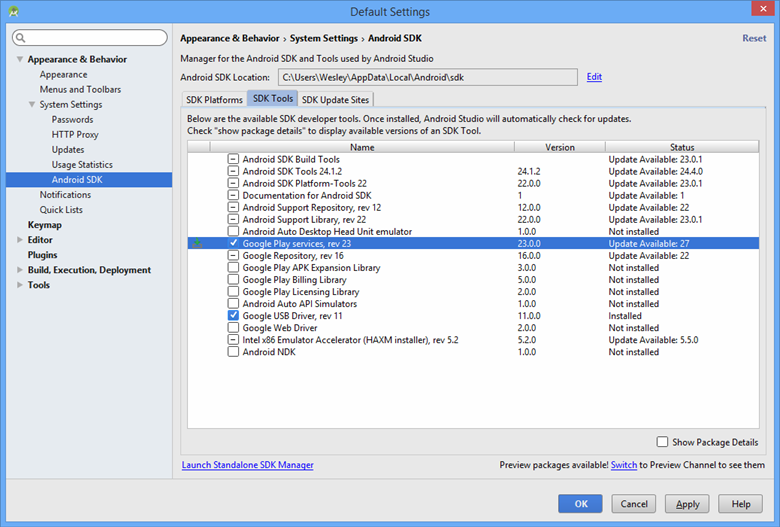 Default Settings
Appearance & Behavior › System Settings › Android SDK
Reset
Appearance & Behavior
Appearance
Menus and Toolbars
System Settings
Passwords
HTTP Proxy
Updates
Usage Statistics
Android SDK
Notifications
Quick Lists
Keymap
Editor
Plugins
Build, Execution, Deployment
Tools
Manager for the Android SDK and Tools used by Android Studio
Android SDK Location: C:\Users\Wesley\AppData\Local\Android\sdk Edit
SDK Platforms SDK Tools SDK Update Sites
Below are the available SDK developer tools. Once installed, Android Studio will automatically check for updates.
Check "show package details" to display available versions of an SDK Tool.
Name Version Status
Android SDK Build Tools Update Available: 23.0.1
Android SDK Tools 24.1.2 24.1.2 Update Available: 24.4.0
Android SDK Platform-Tools 22 22.0.0 Update Available: 23.0.1
Documentation for Android SDK 1 Update Available: 1
Android Support Repository, rev 12 12.0.0 Update Available: 22
Android Support Library, rev 22 22.0.0 Update Available: 23.0.1
Android Auto Desktop Head Unit emulator 1.0.0 Not installed
Google Play services, rev 23 23.0.0 Update Available: 27
Google Repository, rev 16 16.0.0 Update Available: 22
Google Play APK Expansion Library 3.0.0 Not installed
Google Play Billing Library 5.0.0 Not installed
Google Play Licensing Library 2.0.0 Not installed
Android Auto API Simulators 1.0.0 Not installed
Google USB Driver, rev 11 11.0.0 Installed
Google Web Driver 2.0.0 Not installed
Intel x86 Emulator Accelerator (HAXM installer), rev 5.2 5.2.0 Update Available: 5.5.0
Android NDK 1.0.0 Not installed
Show Package Details
Launch Standalone SDK Manager
Preview packages available! Switch to Preview Channel to see them
OK Cancel Apply Help